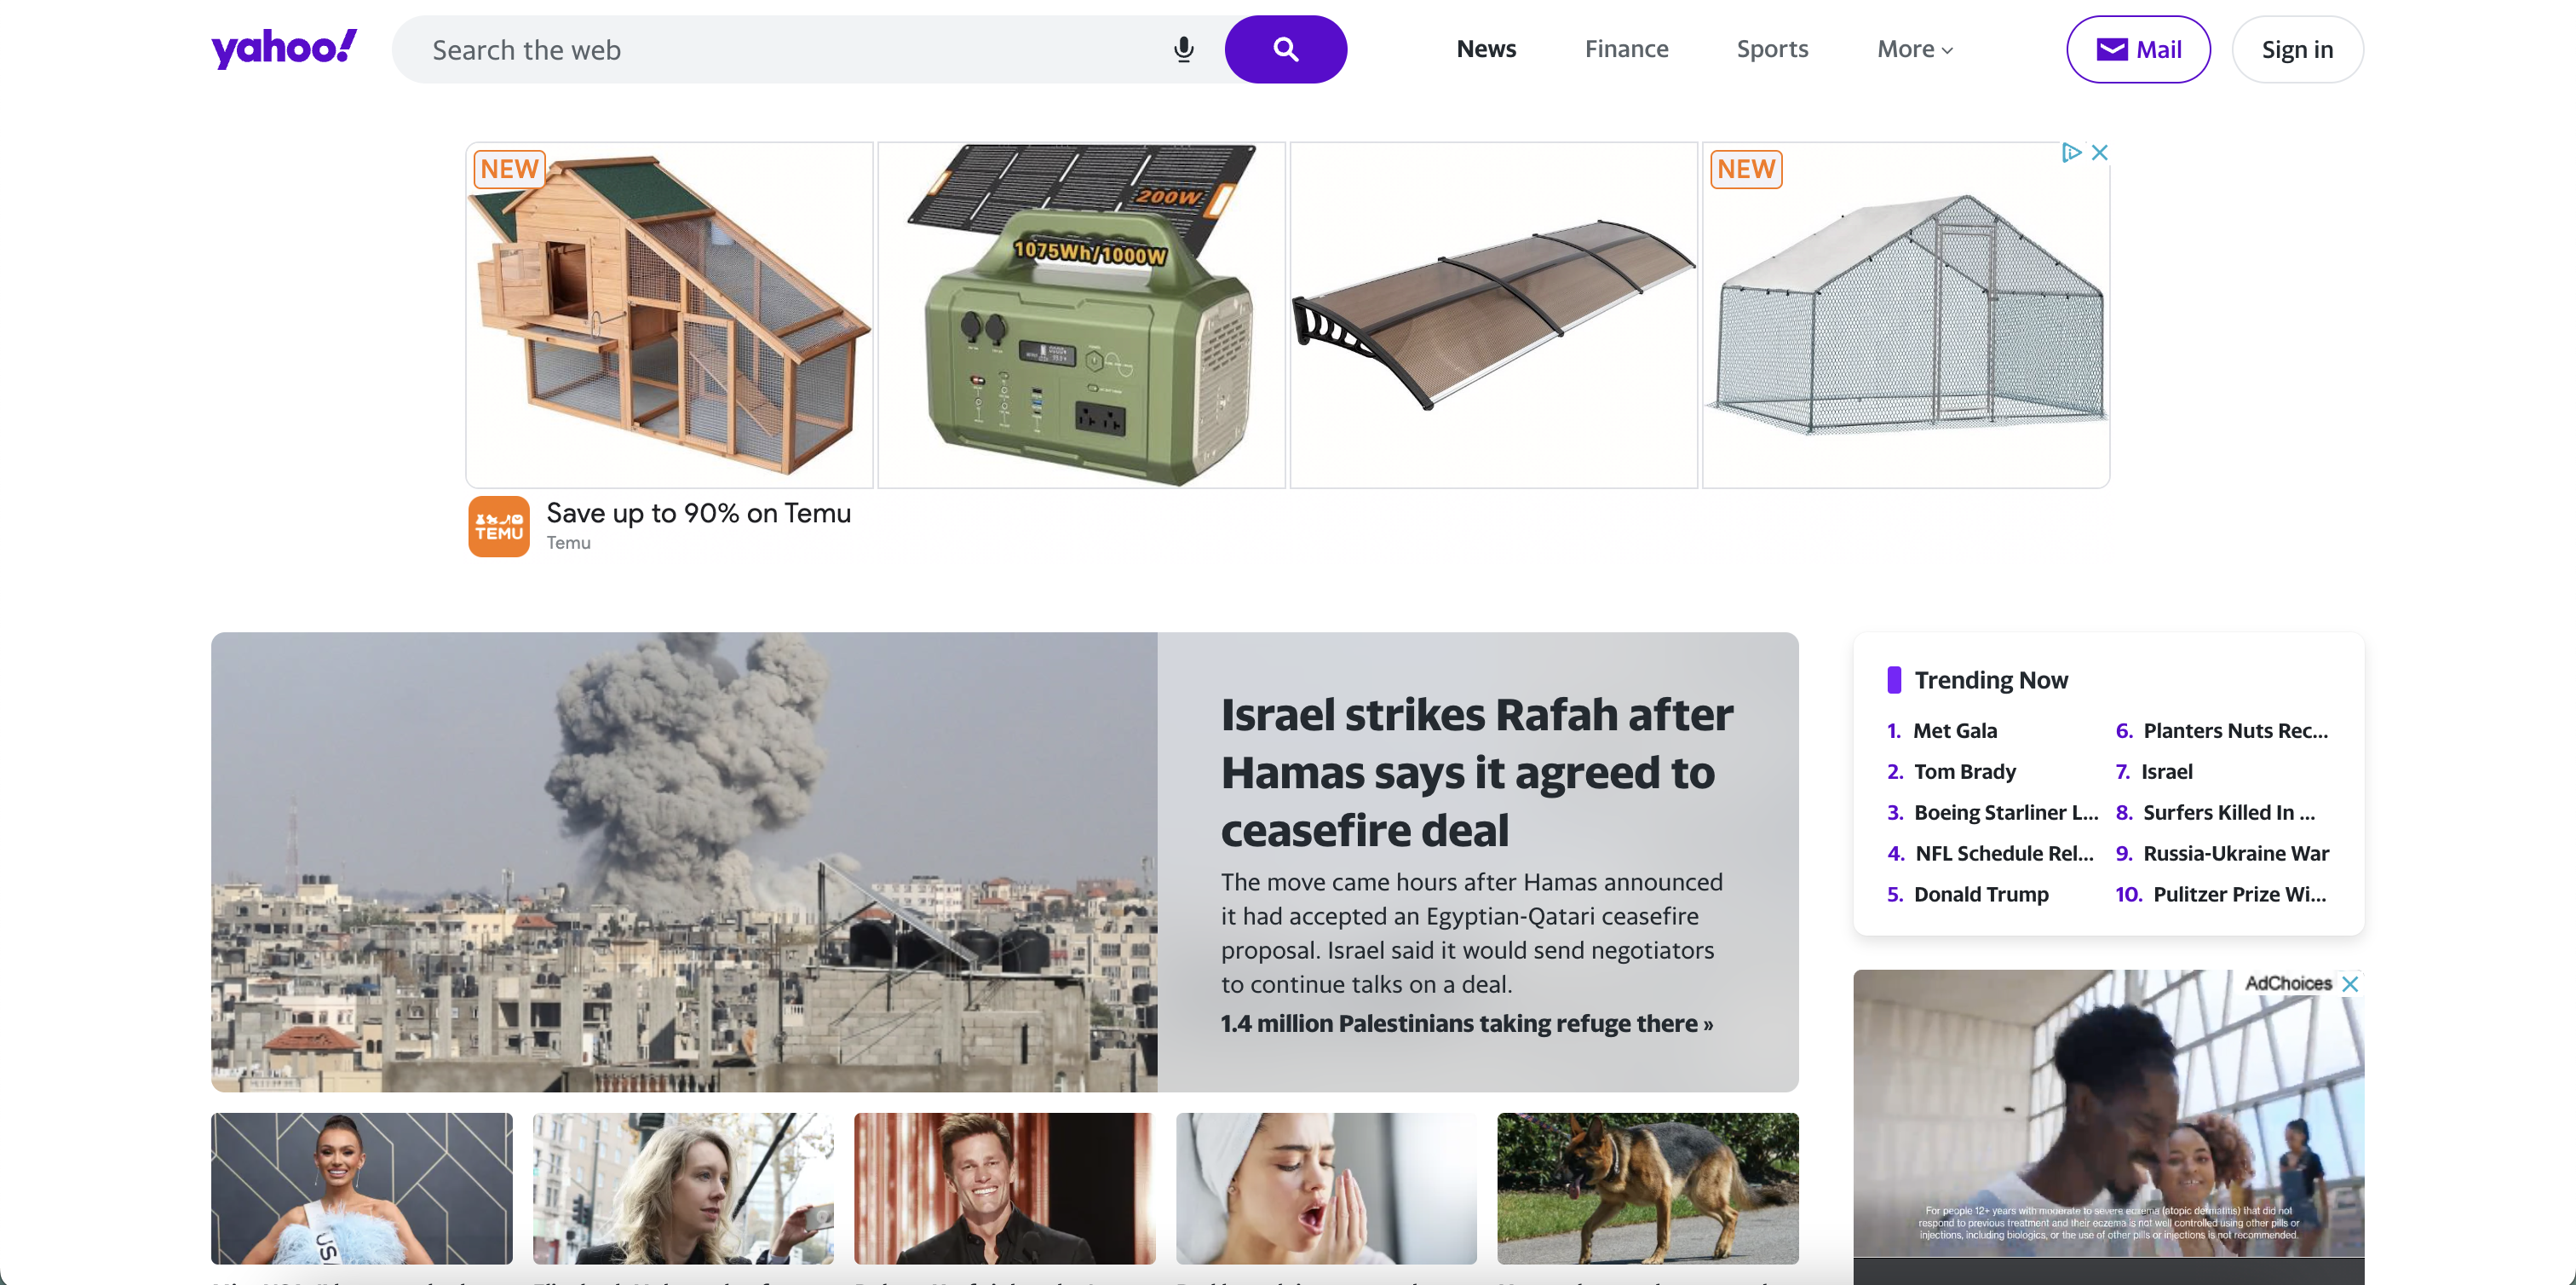 yahoo!
Search the web
News
Finance
Sports
More
Mail
Sign in
NEW
200W
1075Wh/1000W
NEW
TEMU
Save up to 90% on Temu
Temu
Israel strikes Rafah after
Hamas says it agreed to
ceasefire deal
The move came hours after Hamas announced
it had accepted an Egyptian-Qatari ceasefire
proposal. Israel said it would send negotiators
to continue talks on a deal.
1.4 million Palestinians taking refuge there »
Trending Now
1. Met Gala
2. Tom Brady
3. Boeing Starliner L...
4. NFL Schedule Rel...
5. Donald Trump
6. Planters Nuts Rec...
7. Israel
8. Surfers Killed In ...
9. Russia-Ukraine War
10. Pulitzer Prize Wi...
AdChoices
For people 12+ years with moderate to severe eczema (atopic dermatitis) that did not
respond to previous treatment and their eczema is not well controlled using other pills or
injections, including biologics, or the use of other pills or injections is not recommended.
US